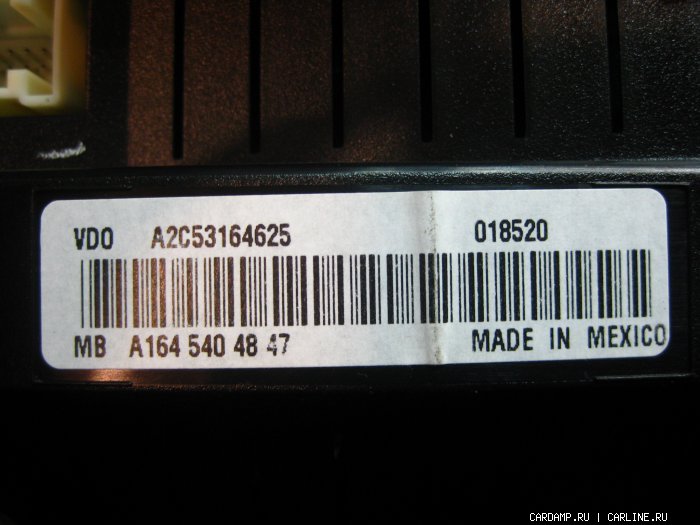 VDO A2C53164625 018520
MB A164 540 48 47 MADE IN MEXICO
CARDAMP.RU | CARLINE.RU